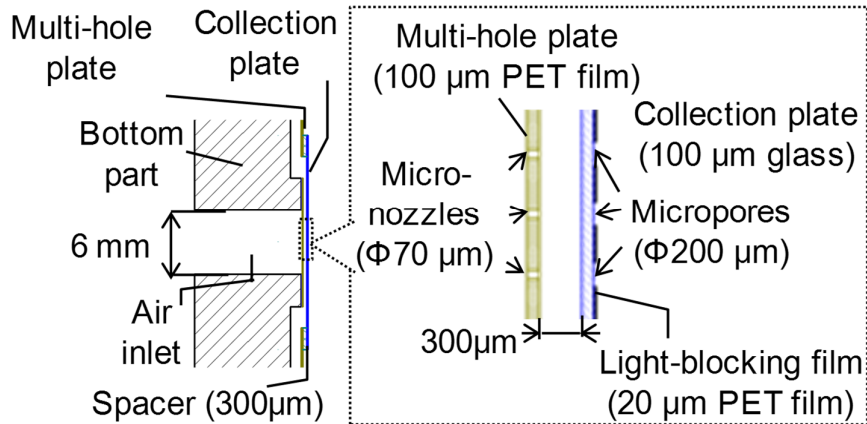 Multi-hole
plate
Collection
plate
Bottom
part
6 mm
Air
inlet
Spacer (300μm)
Multi-hole plate
(100 μm PET film)
Collection plate
(100 μm glass)
Micro-
nozzles
(Φ70 μm)
Micropores
(Φ200 μm)
300μm
Light-blocking film
(20 μm PET film)